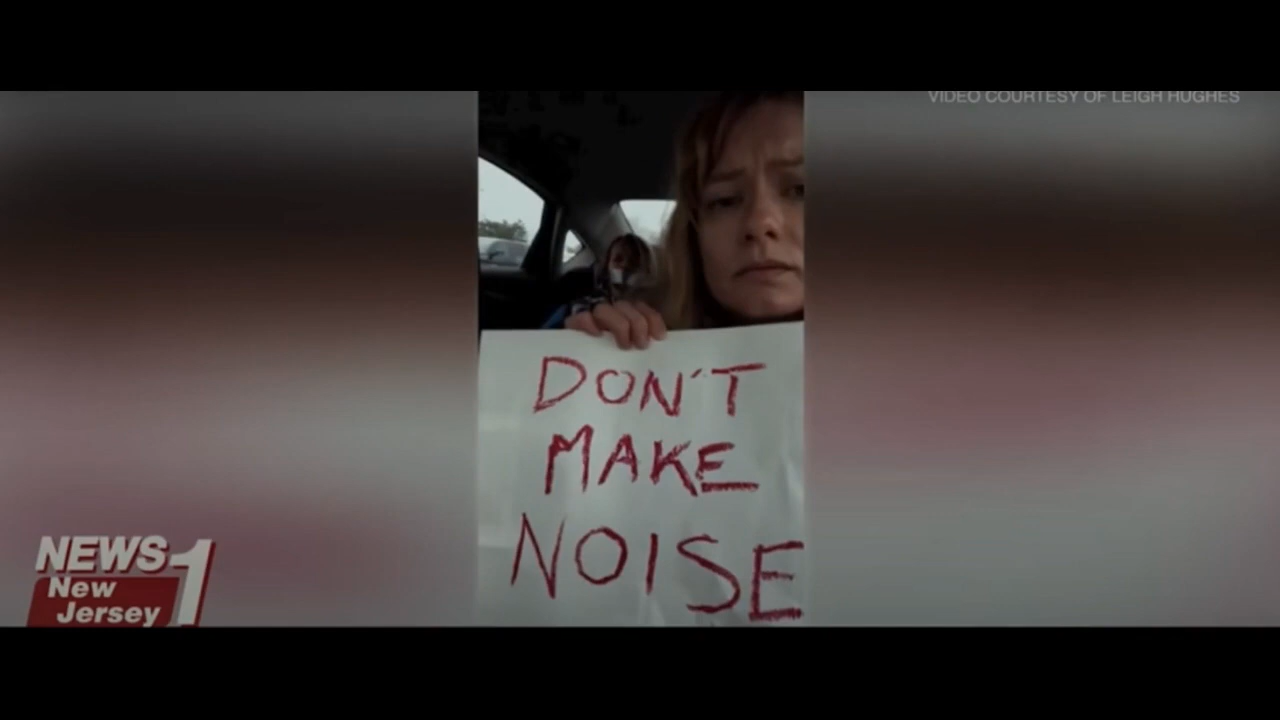 VIDEO COURTESY OF LEIGH HUGHES
DON'T
MAKE
NOISE
NEWS 1
New
Jersey